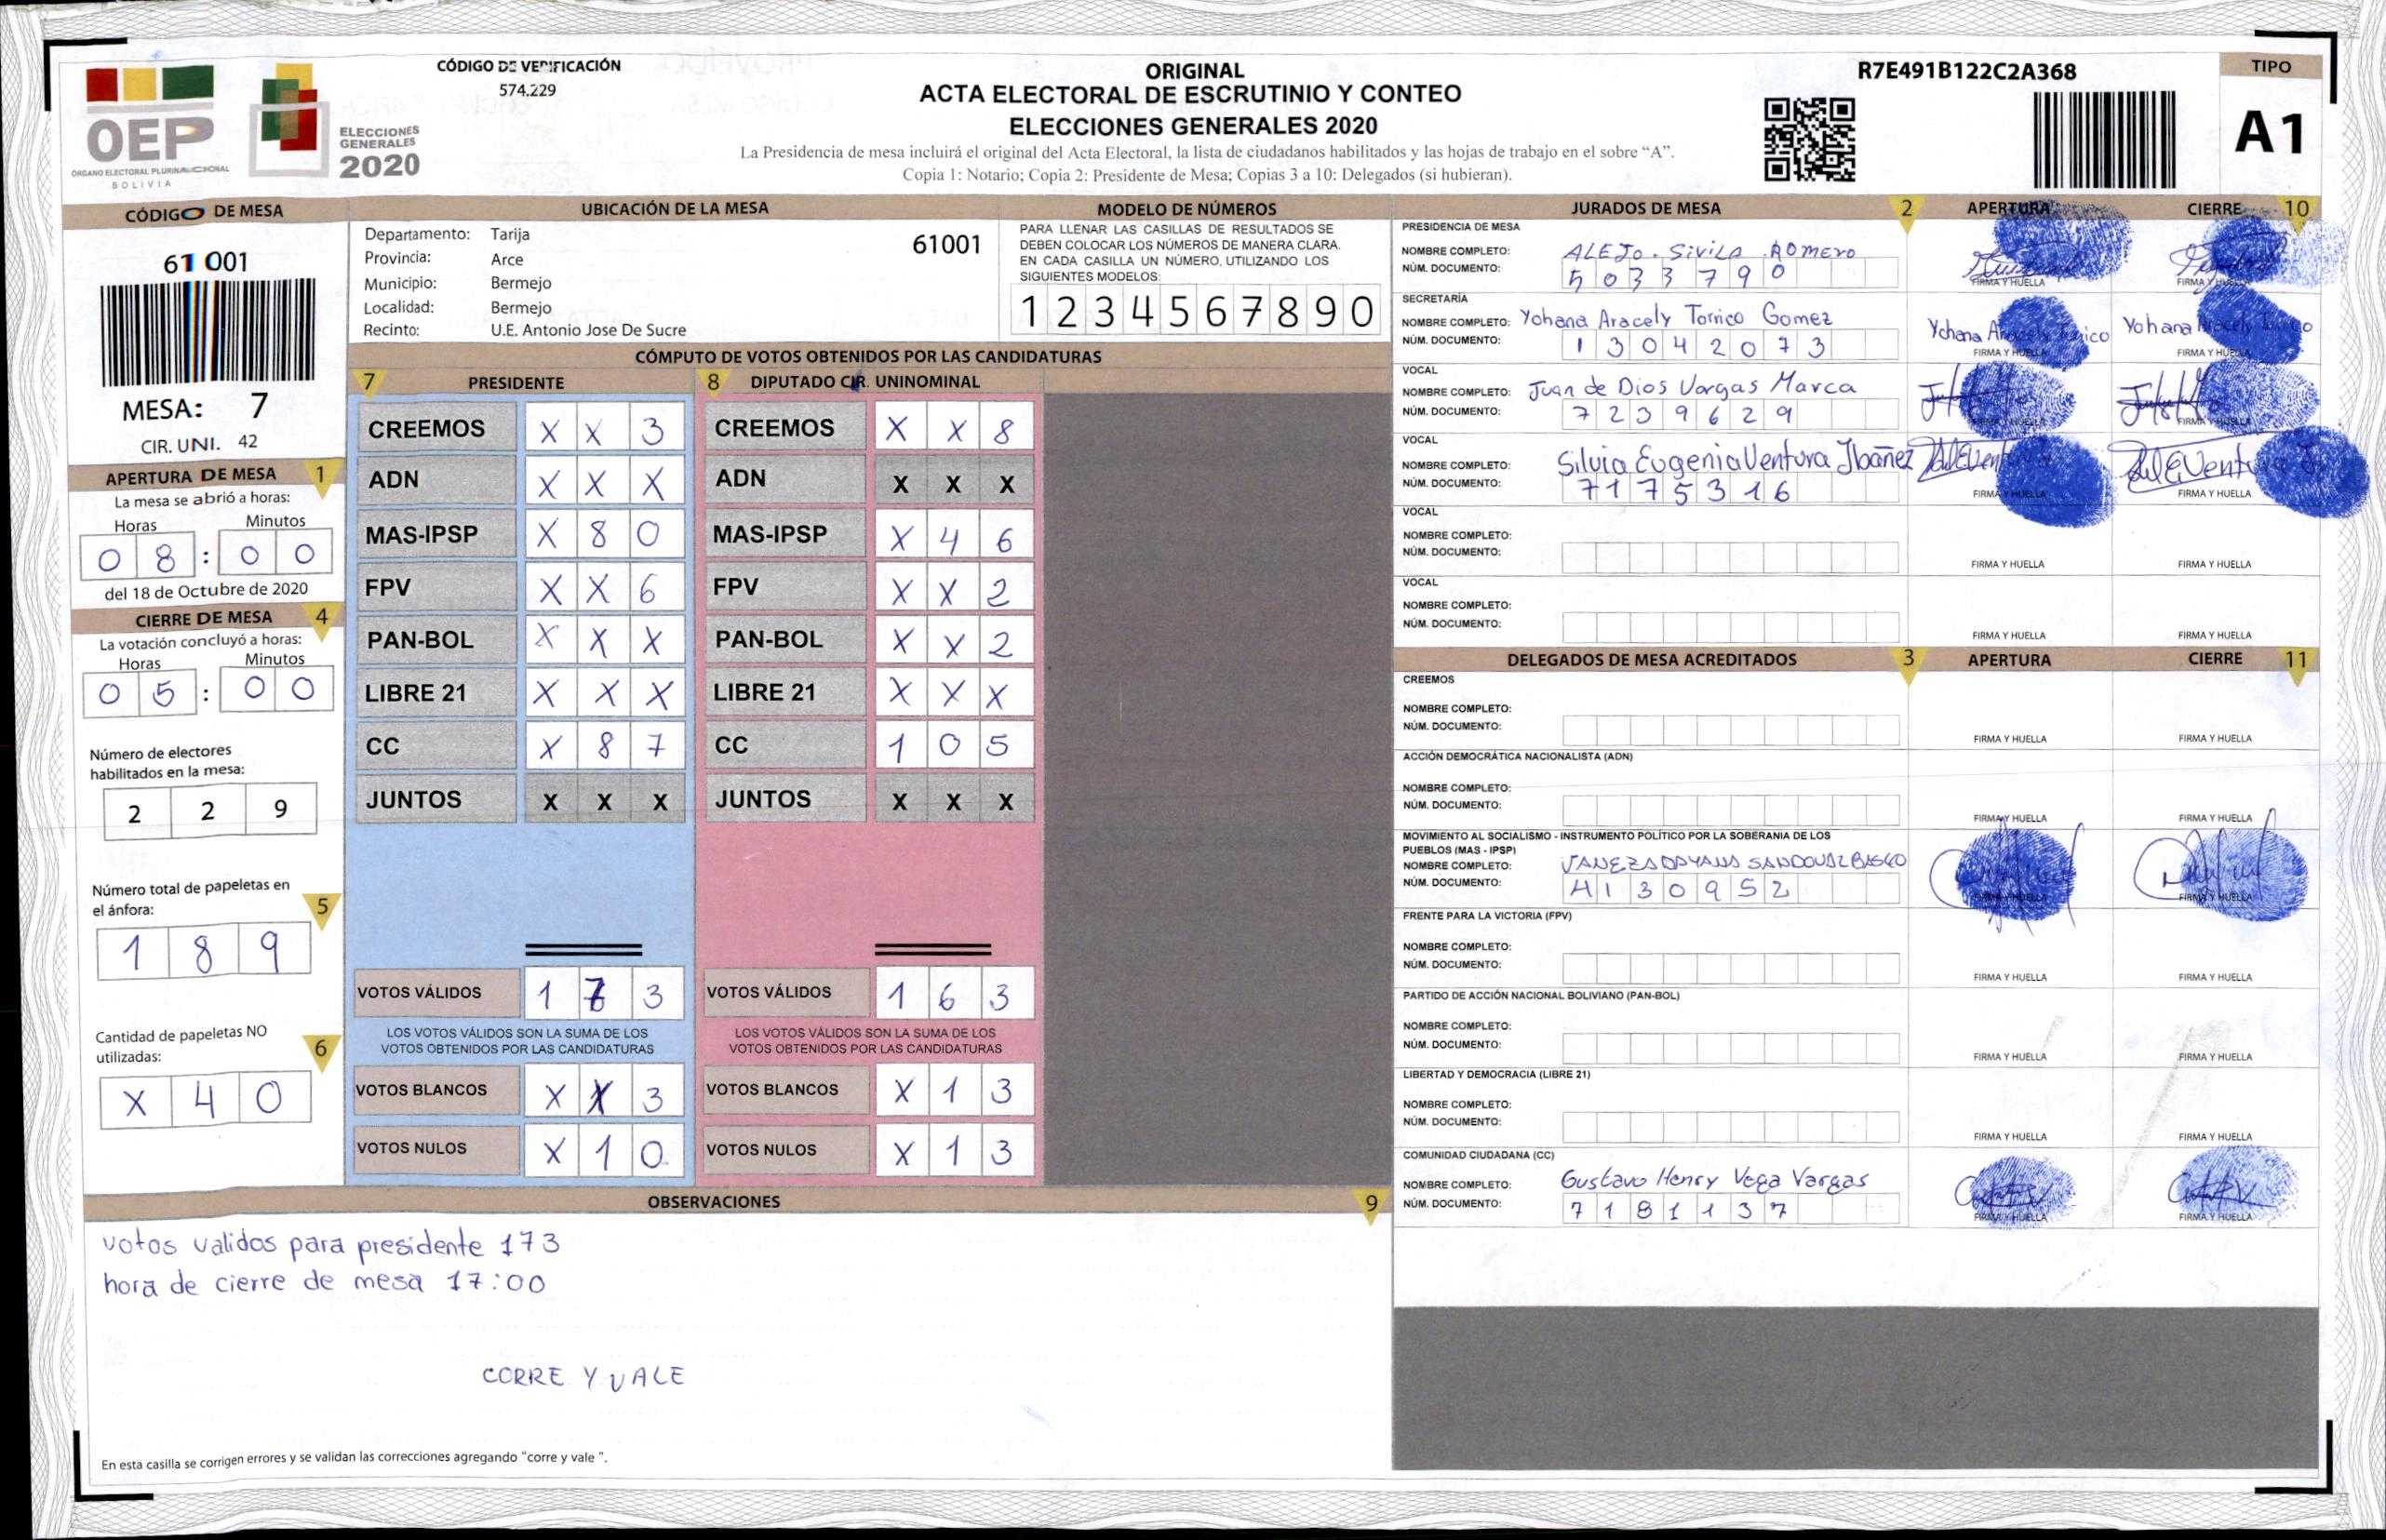 CÓDIGO DE VERIFICACIÓN
574.229
ORIGINAL
ACTA ELECTORAL DE ESCRUTINIO Y CONTEO
ELECCIONES GENERALES 2020
La Presidencia de mesa incluirá el original del Acta Electoral, la lista de ciudadanos habilitados y las hojas de trabajo en el sobre “A”.
Copia 1: Notario; Copia 2: Presidente de Mesa; Copias 3 a 10: Delegados (si hubieran).
R7E491B122C2A368
TIPO
A1
OEP
ÓRGANO ELECTORAL PLURINACIONAL
BOLIVIA
ELECCIONES
GENERALES
2020
CÓDIGO DE MESA
61 001
MESA: 7
CIR. UNI. 42
APERTURA DE MESA 1
La mesa se abrió a horas:
Horas Minutos
0 8 : 0 0
del 18 de Octubre de 2020
CIERRE DE MESA 4
La votación concluyó a horas:
Horas Minutos
0 5 : 0 0
Número de electores
habilitados en la mesa:
2 2 9
Número total de papeletas en
el ánfora: 5
1 8 9
Cantidad de papeletas NO
utilizadas: 6
X 4 0
UBICACIÓN DE LA MESA
Departamento: Tarija 61001
Provincia: Arce
Municipio: Bermejo
Localidad: Bermejo
Recinto: U.E. Antonio Jose De Sucre
MODELO DE NÚMEROS
PARA LLENAR LAS CASILLAS DE RESULTADOS SE
DEBEN COLOCAR LOS NÚMEROS DE MANERA CLARA.
EN CADA CASILLA UN NÚMERO, UTILIZANDO LOS
SIGUIENTES MODELOS:
1 2 3 4 5 6 7 8 9 0
CÓMPUTO DE VOTOS OBTENIDOS POR LAS CANDIDATURAS
7 PRESIDENTE 8 DIPUTADO CIR. UNINOMINAL
CREEMOS X X 3 CREEMOS X X 8
ADN X X X ADN X X X
MAS-IPSP X 8 0 MAS-IPSP X 4 6
FPV X X 6 FPV X X 2
PAN-BOL X X X PAN-BOL X X 2
LIBRE 21 X X X LIBRE 21 X X X
CC X 8 7 CC 1 0 5
JUNTOS X X X JUNTOS X X X
VOTOS VÁLIDOS 1 7 3 VOTOS VÁLIDOS 1 6 3
LOS VOTOS VÁLIDOS SON LA SUMA DE LOS LOS VOTOS VÁLIDOS SON LA SUMA DE LOS
VOTOS OBTENIDOS POR LAS CANDIDATURAS VOTOS OBTENIDOS POR LAS CANDIDATURAS
VOTOS BLANCOS X X 3 VOTOS BLANCOS X 1 3
VOTOS NULOS X 1 0 VOTOS NULOS X 1 3
OBSERVACIONES 9
votos validos para presidente 173
hora de cierre de mesa 17:00
CORRE Y VALE
En esta casilla se corrigen errores y se validan las correcciones agregando "corre y vale ".
JURADOS DE MESA 2 APERTURA CIERRE 10
PRESIDENCIA DE MESA
NOMBRE COMPLETO: ALEJO. SIVILA .ROMERO
NÚM. DOCUMENTO: 5 0 3 3 7 9 0
FIRMA Y HUELLA FIRMA Y HUELLA
SECRETARÍA
NOMBRE COMPLETO: Yohana Aracely Torrico Gomez
NÚM. DOCUMENTO: 1 3 0 4 2 0 7 3
Yohana Aracely Torrico Yohana Aracely Torrico
FIRMA Y HUELLA FIRMA Y HUELLA
VOCAL
NOMBRE COMPLETO: Juan de Dios Vargas Marca
NÚM. DOCUMENTO: 7 2 3 9 6 2 9
FIRMA Y HUELLA FIRMA Y HUELLA
VOCAL
NOMBRE COMPLETO: Silvia Eugenia Ventura Ibañez
NÚM. DOCUMENTO: 7 1 7 5 3 1 6
FIRMA Y HUELLA FIRMA Y HUELLA
VOCAL
NOMBRE COMPLETO:
NÚM. DOCUMENTO:
FIRMA Y HUELLA FIRMA Y HUELLA
VOCAL
NOMBRE COMPLETO:
NÚM. DOCUMENTO:
FIRMA Y HUELLA FIRMA Y HUELLA
DELEGADOS DE MESA ACREDITADOS 3 APERTURA CIERRE 11
CREEMOS
NOMBRE COMPLETO:
NÚM. DOCUMENTO:
FIRMA Y HUELLA FIRMA Y HUELLA
ACCIÓN DEMOCRÁTICA NACIONALISTA (ADN)
NOMBRE COMPLETO:
NÚM. DOCUMENTO:
FIRMA Y HUELLA FIRMA Y HUELLA
MOVIMIENTO AL SOCIALISMO - INSTRUMENTO POLÍTICO POR LA SOBERANIA DE LOS
PUEBLOS (MAS - IPSP)
NOMBRE COMPLETO: VANEZA DAYANA SANDOVAL
NÚM. DOCUMENTO: 4 1 3 0 9 5 2
FIRMA Y HUELLA FIRMA Y HUELLA
FRENTE PARA LA VICTORIA (FPV)
NOMBRE COMPLETO:
NÚM. DOCUMENTO:
FIRMA Y HUELLA FIRMA Y HUELLA
PARTIDO DE ACCIÓN NACIONAL BOLIVIANO (PAN-BOL)
NOMBRE COMPLETO:
NÚM. DOCUMENTO:
FIRMA Y HUELLA FIRMA Y HUELLA
LIBERTAD Y DEMOCRACIA (LIBRE 21)
NOMBRE COMPLETO:
NÚM. DOCUMENTO:
FIRMA Y HUELLA FIRMA Y HUELLA
COMUNIDAD CIUDADANA (CC)
NOMBRE COMPLETO: Gustavo Henry Vega Vargas
NÚM. DOCUMENTO: 7 1 8 1 1 3 7
FIRMA Y HUELLA FIRMA Y HUELLA